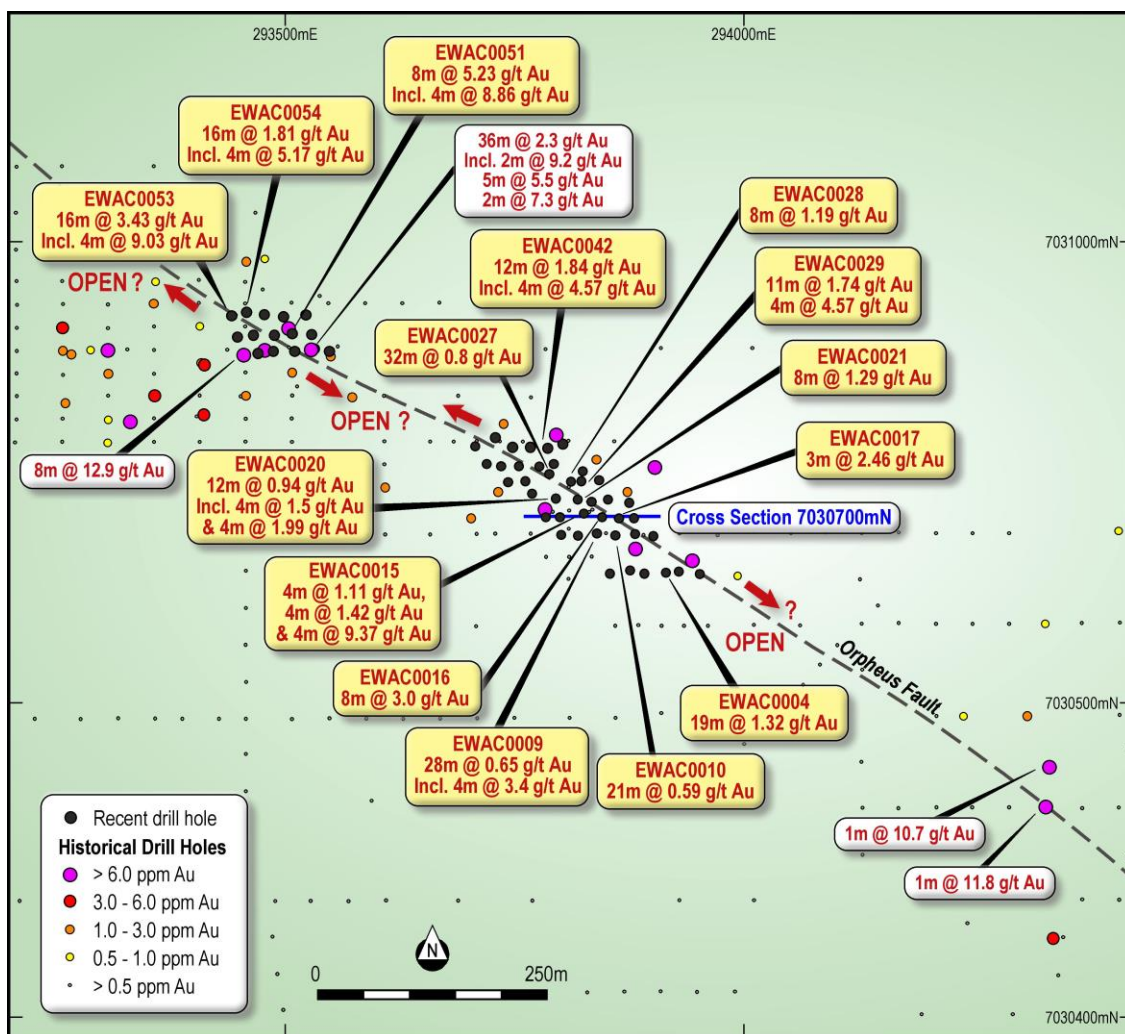 293500mE
294000mE
EWAC0051
8m @ 5.23 g/t Au
Incl. 4m @ 8.86 g/t Au
EWAC0054
16m @ 1.81 g/t Au
Incl. 4m @ 5.17 g/t Au
36m @ 2.3 g/t Au
Incl. 2m @ 9.2 g/t Au
5m @ 5.5 g/t Au
2m @ 7.3 g/t Au
EWAC0053
16m @ 3.43 g/t Au
Incl. 4m @ 9.03 g/t Au
EWAC0028
8m @ 1.19 g/t Au
7031000mN
EWAC0042
12m @ 1.84 g/t Au
Incl. 4m @ 4.57 g/t Au
EWAC0029
11m @ 1.74 g/t Au
4m @ 4.57 g/t Au
OPEN ?
EWAC0027
32m @ 0.8 g/t Au
EWAC0021
8m @ 1.29 g/t Au
OPEN ?
EWAC0017
3m @ 2.46 g/t Au
8m @ 12.9 g/t Au
EWAC0020
12m @ 0.94 g/t Au
Incl. 4m @ 1.5 g/t Au
& 4m @ 1.99 g/t Au
Cross Section 7030700mN
EWAC0015
4m @ 1.11 g/t Au,
4m @ 1.42 g/t Au
& 4m @ 9.37 g/t Au
?
OPEN
Orpheus Fault
EWAC0016
8m @ 3.0 g/t Au
EWAC0004
19m @ 1.32 g/t Au
7030500mN
EWAC0009
28m @ 0.65 g/t Au
Incl. 4m @ 3.4 g/t Au
EWAC0010
21m @ 0.59 g/t Au
1m @ 10.7 g/t Au
1m @ 11.8 g/t Au
Recent drill hole
Historical Drill Holes
> 6.0 ppm Au
3.0 - 6.0 ppm Au
1.0 - 3.0 ppm Au
0.5 - 1.0 ppm Au
> 0.5 ppm Au
N
0
250m
7030400mN